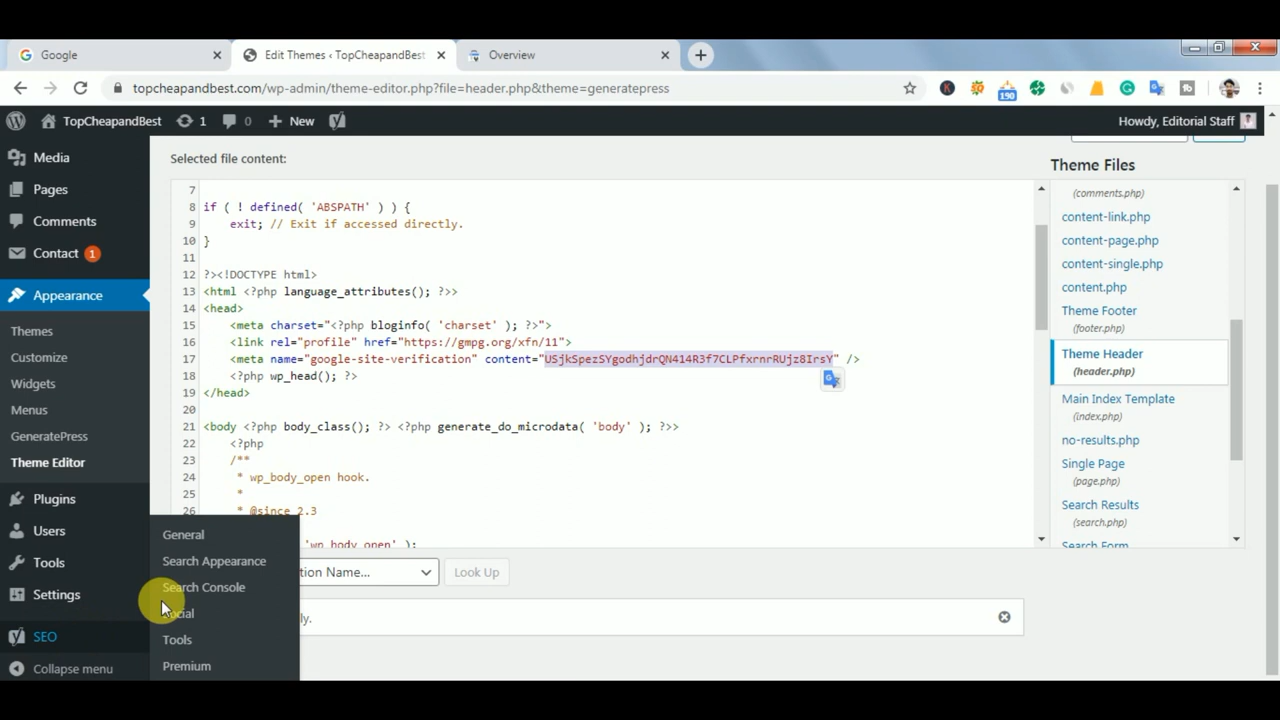 Google
Edit Themes ‹ TopCheapandBest
Overview
topcheapandbest.com/wp-admin/theme-editor.php?file=header.php&theme=generatepress
190
TopCheapandBest
1
0
New
Howdy, Editorial Staff
Media
Pages
Comments
Contact 1
Appearance
Themes
Customize
Widgets
Menus
GeneratePress
Theme Editor
Plugins
Users
Tools
Settings
SEO
Collapse menu
General
Search Appearance
Search Console
Social
Tools
Premium
Selected file content:
7
8 if ( ! defined( 'ABSPATH' ) ) {
9 exit; // Exit if accessed directly.
10 }
11
12 ?><!DOCTYPE html>
13 <html <?php language_attributes(); ?>>
14 <head>
15 <meta charset="<?php bloginfo( 'charset' ); ?>">
16 <link rel="profile" href="https://gmpg.org/xfn/11">
17 <meta name="google-site-verification" content="USjkSpezSYgodhjdrQN414R3f7CLPfxrnrRUjz8IrsY" />
18 <?php wp_head(); ?>
19 </head>
20
21 <body <?php body_class(); ?> <?php generate_do_microdata( 'body' ); ?>>
22 <?php
23 /**
24 * wp_body_open hook.
25 *
26 * @since 2.3
'wp_body_open' );
tion Name...
Look Up
ly.
Theme Files
(comments.php)
content-link.php
content-page.php
content-single.php
content.php
Theme Footer
(footer.php)
Theme Header
(header.php)
Main Index Template
(index.php)
no-results.php
Single Page
(page.php)
Search Results
(search.php)
Search Form